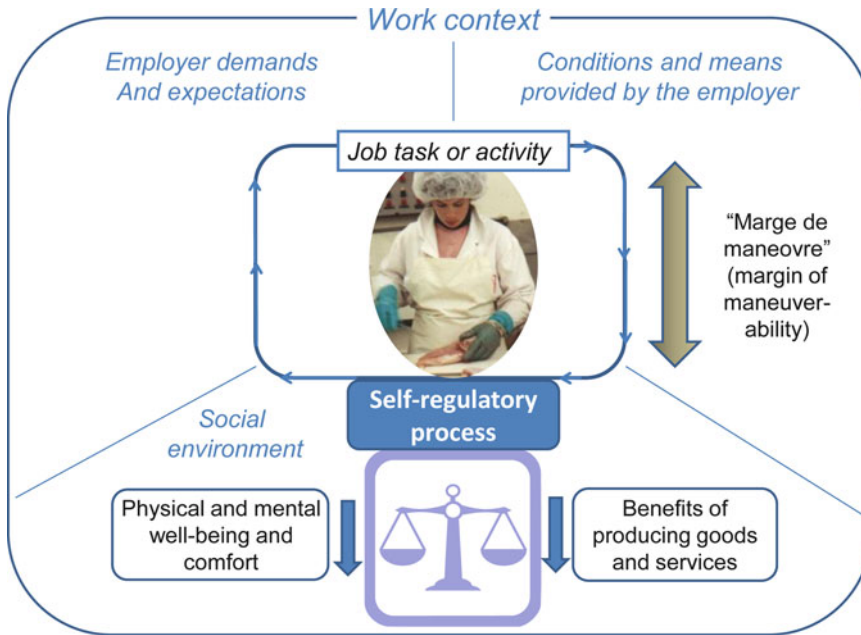 Work context
Employer demands
And expectations
Conditions and means
provided by the employer
Job task or activity
“Marge de
maneovre”
(margin of
maneuver-
ability)
Self-regulatory
process
Social
environment
Physical and mental
well-being and
comfort
Benefits of
producing goods
and services